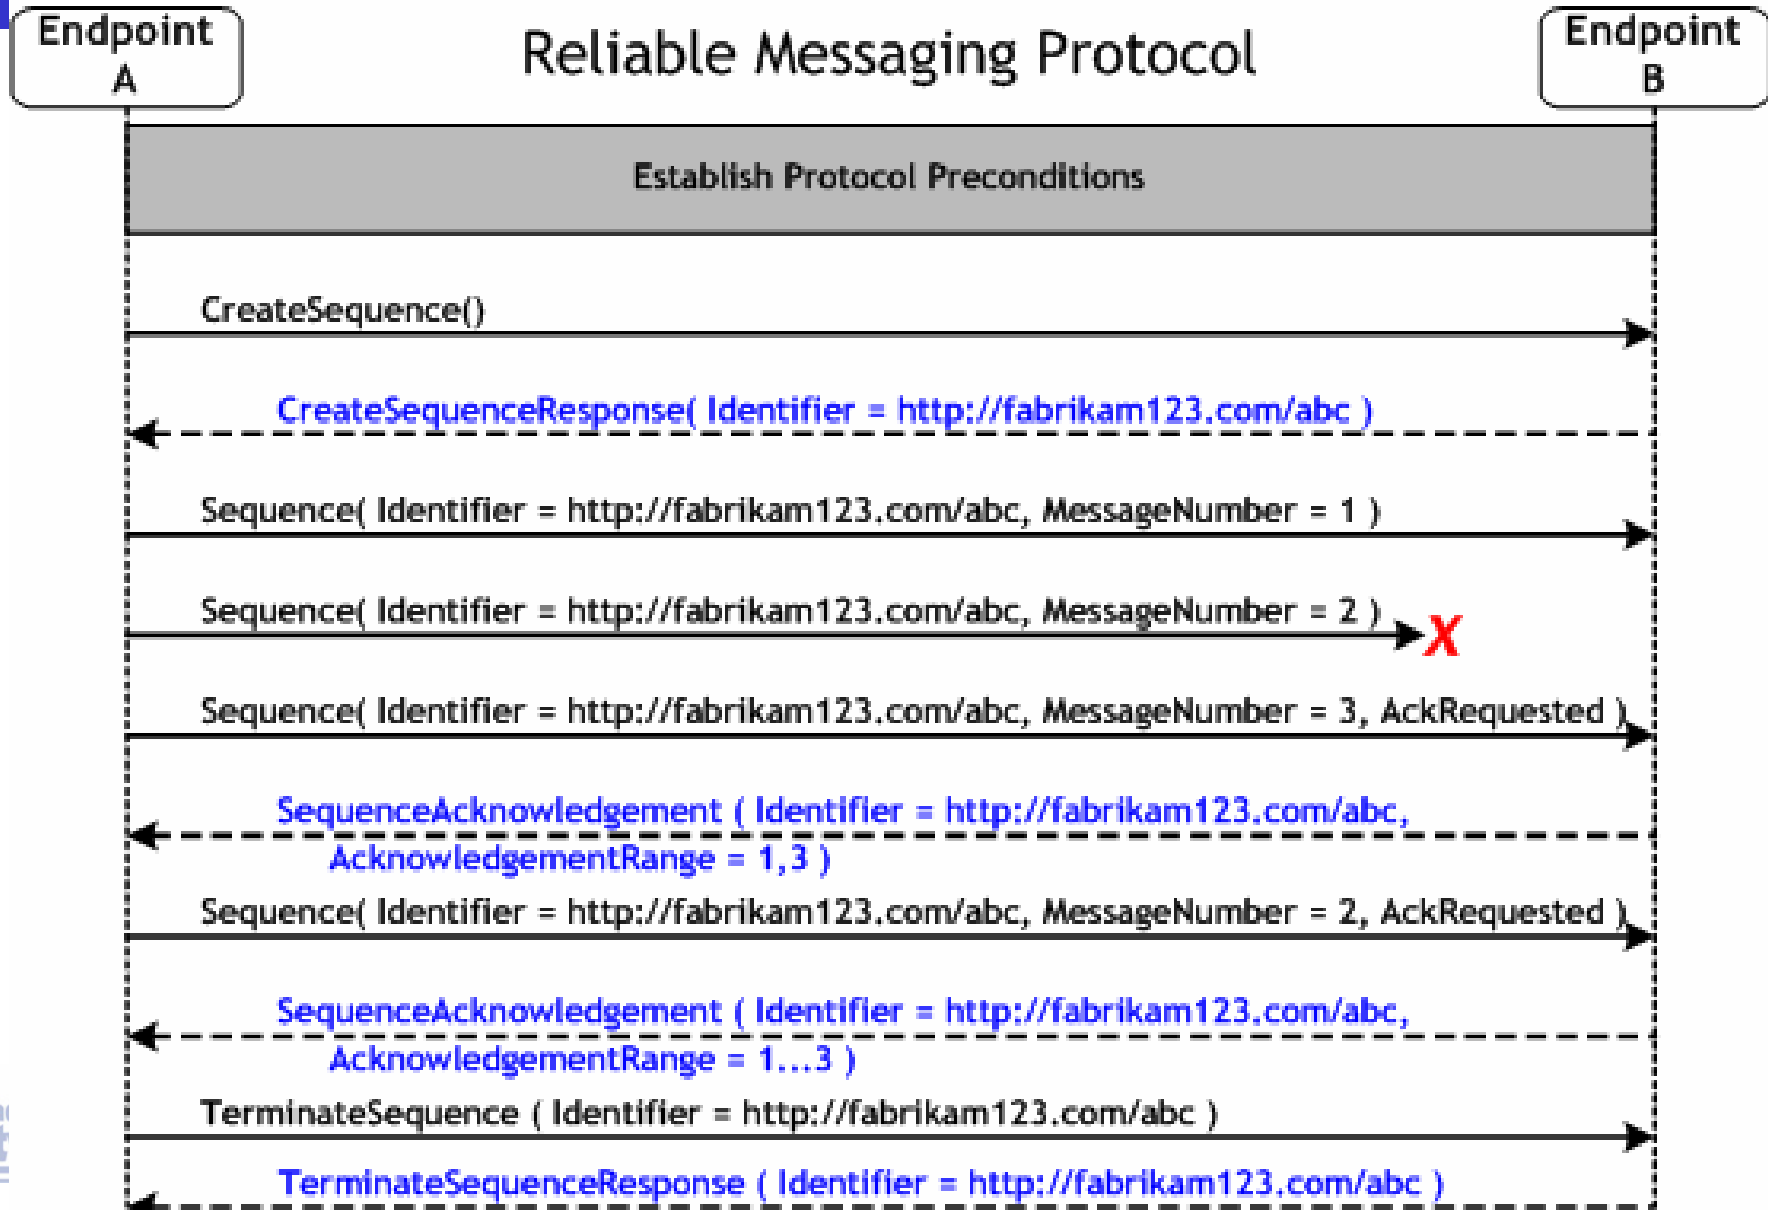 Endpoint
A
Reliable Messaging Protocol
Endpoint
B
Establish Protocol Preconditions
CreateSequence()
CreateSequenceResponse( Identifier = http://fabrikam123.com/abc )
Sequence( Identifier = http://fabrikam123.com/abc, MessageNumber = 1 )
Sequence( Identifier = http://fabrikam123.com/abc, MessageNumber = 2 )
X
Sequence( Identifier = http://fabrikam123.com/abc, MessageNumber = 3, AckRequested )
SequenceAcknowledgement ( Identifier = http://fabrikam123.com/abc,
AcknowledgementRange = 1,3 )
Sequence( Identifier = http://fabrikam123.com/abc, MessageNumber = 2, AckRequested )
SequenceAcknowledgement ( Identifier = http://fabrikam123.com/abc,
AcknowledgementRange = 1...3 )
TerminateSequence ( Identifier = http://fabrikam123.com/abc )
TerminateSequenceResponse ( Identifier = http://fabrikam123.com/abc )